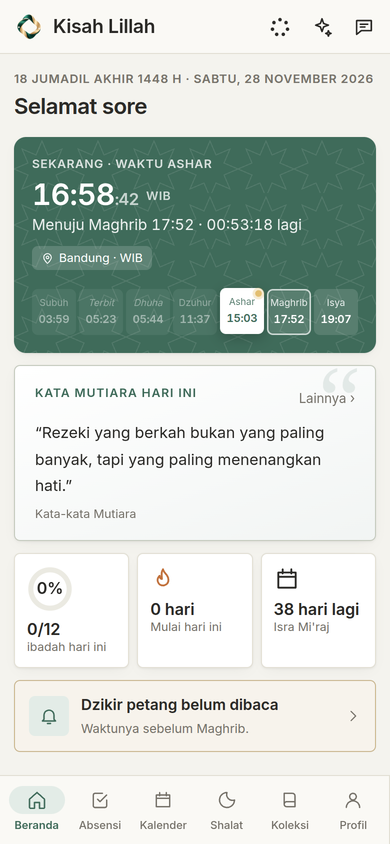 Kisah Lillah
18 JUMADIL AKHIR 1448 H · SABTU, 28 NOVEMBER 2026
Selamat sore
SEKARANG · WAKTU ASHAR
16:58:42 WIB
Menuju Maghrib 17:52 · 00:53:18 lagi
Bandung · WIB
Subuh Terbit Dhuha Dzuhur Ashar Maghrib Isya
03:59 05:23 05:44 11:37 15:03 17:52 19:07
KATA MUTIARA HARI INI
Lainnya ›
“Rezeki yang berkah bukan yang paling
banyak, tapi yang paling menenangkan
hati.”
Kata-kata Mutiara
0%
0/12
ibadah hari ini
0 hari
Mulai hari ini
38 hari lagi
Isra Mi'raj
Dzikir petang belum dibaca
Waktunya sebelum Maghrib.
Beranda Absensi Kalender Shalat Koleksi Profil